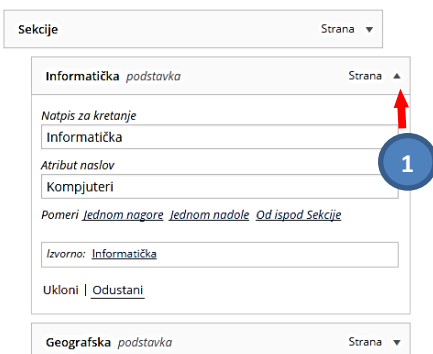 Sekcije Strana ▼
Informatička podstavka Strana ▲
Natpis za kretanje
Informatička
Atribut naslov
Kompjuteri
1
Pomeri Jednom nagore Jednom nadole Od ispod Sekcije
Izvorno: Informatička
Ukloni | Odustani
Geografska podstavka Strana ▼